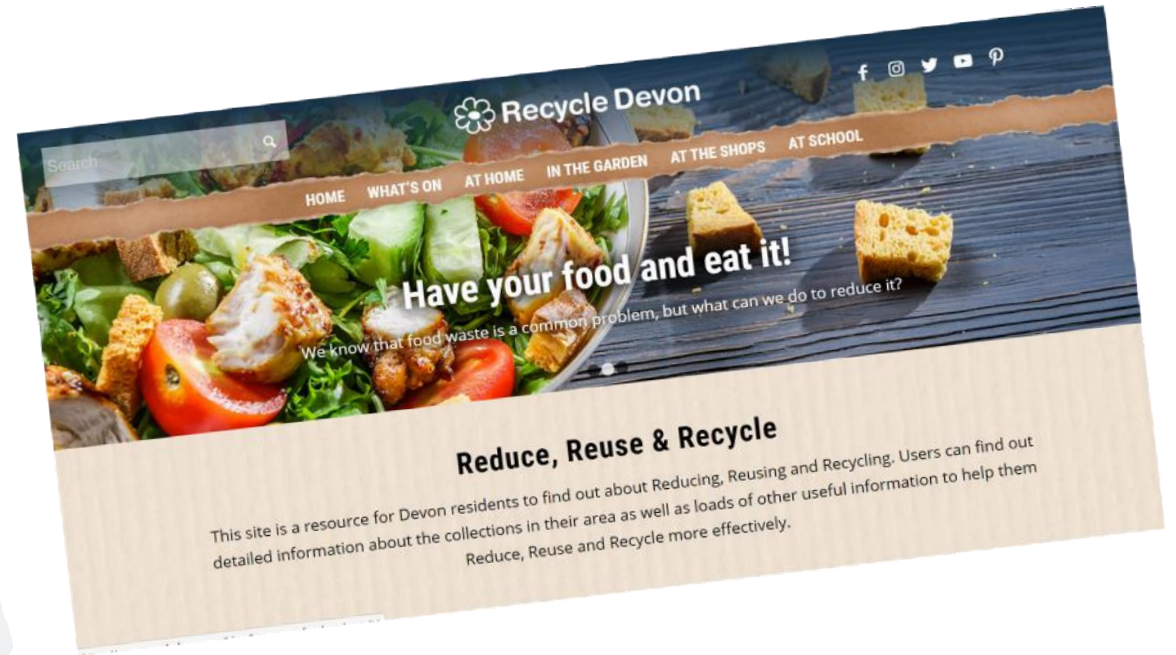 Recycle Devon
Search
HOME WHAT'S ON AT HOME IN THE GARDEN AT THE SHOPS AT SCHOOL
Have your food and eat it!
We know that food waste is a common problem, but what can we do to reduce it?
Reduce, Reuse & Recycle
This site is a resource for Devon residents to find out about Reducing, Reusing and Recycling. Users can find out
detailed information about the collections in their area as well as loads of other useful information to help them
Reduce, Reuse and Recycle more effectively.